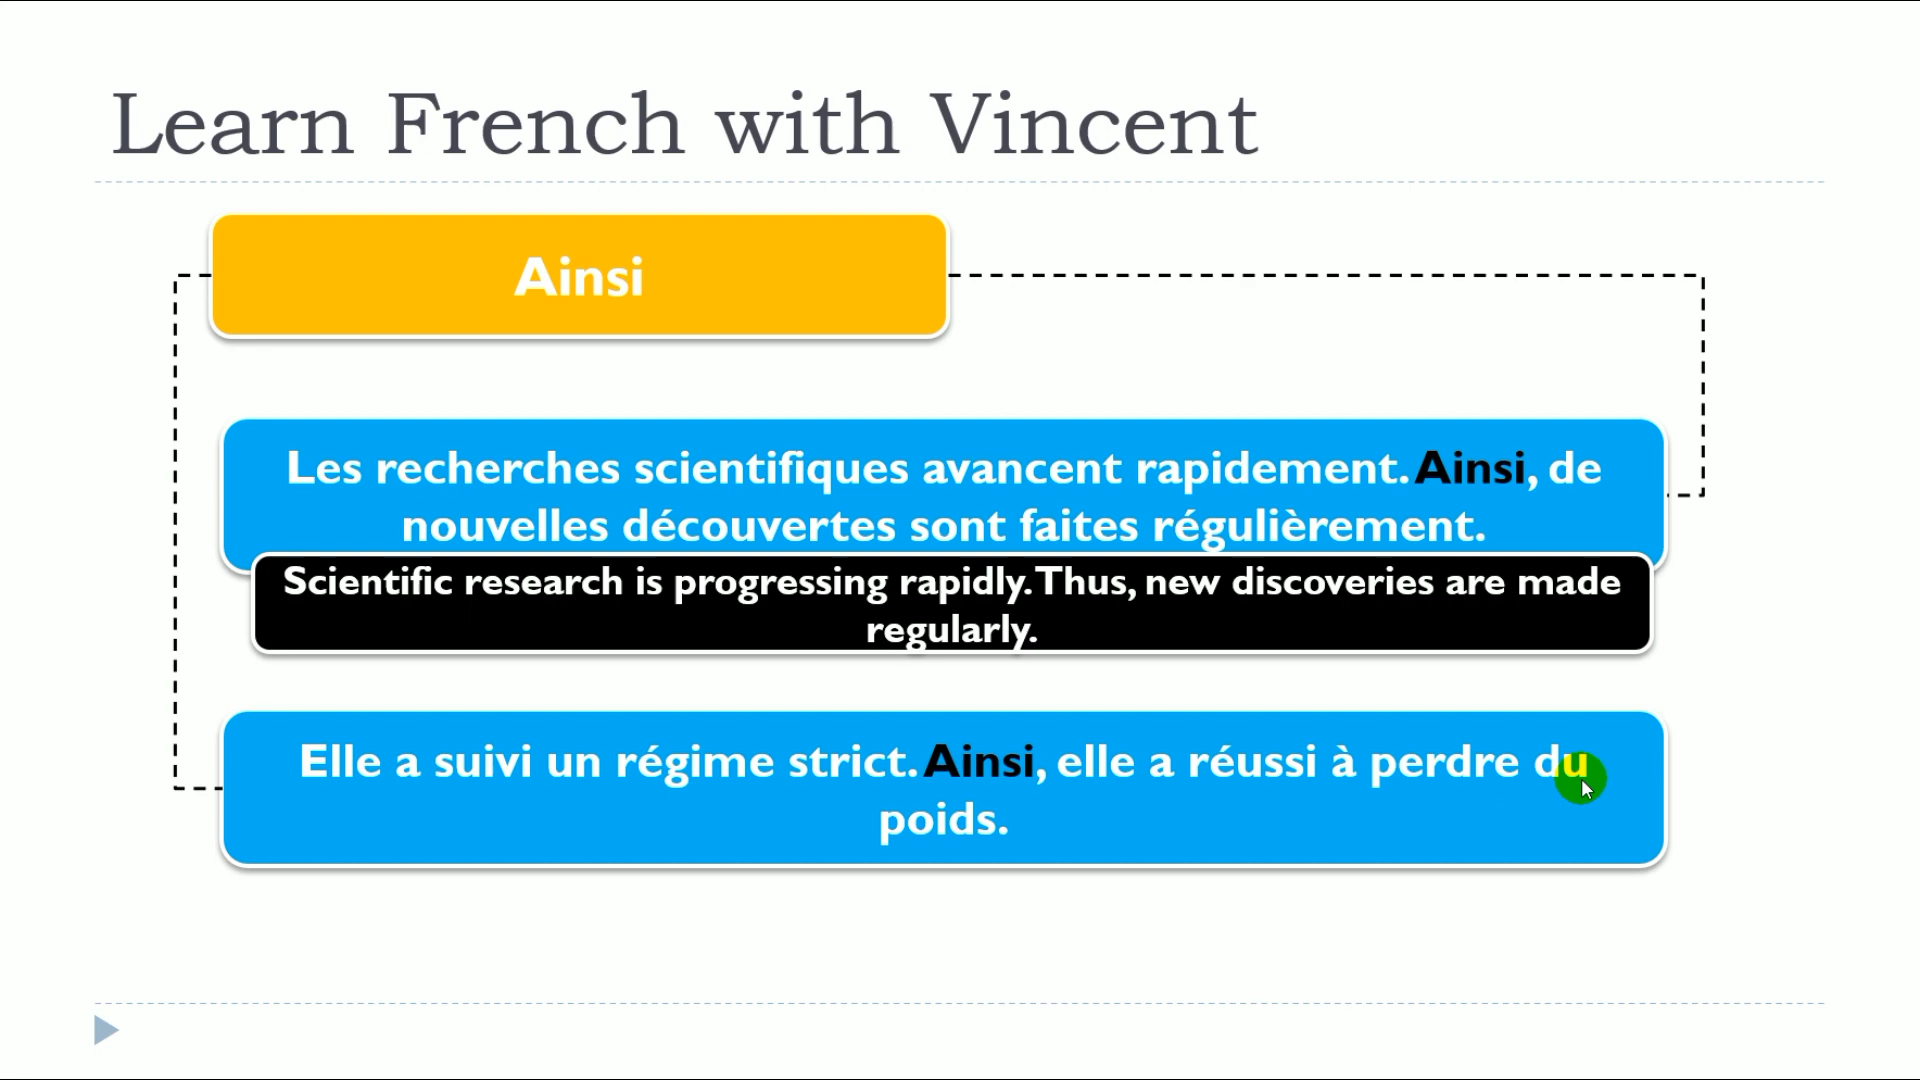 Learn French with Vincent
Ainsi
Les recherches scientifiques avancent rapidement. Ainsi, de
nouvelles découvertes sont faites régulièrement.
Scientific research is progressing rapidly. Thus, new discoveries are made
regularly.
Elle a suivi un régime strict. Ainsi, elle a réussi à perdre du
poids.